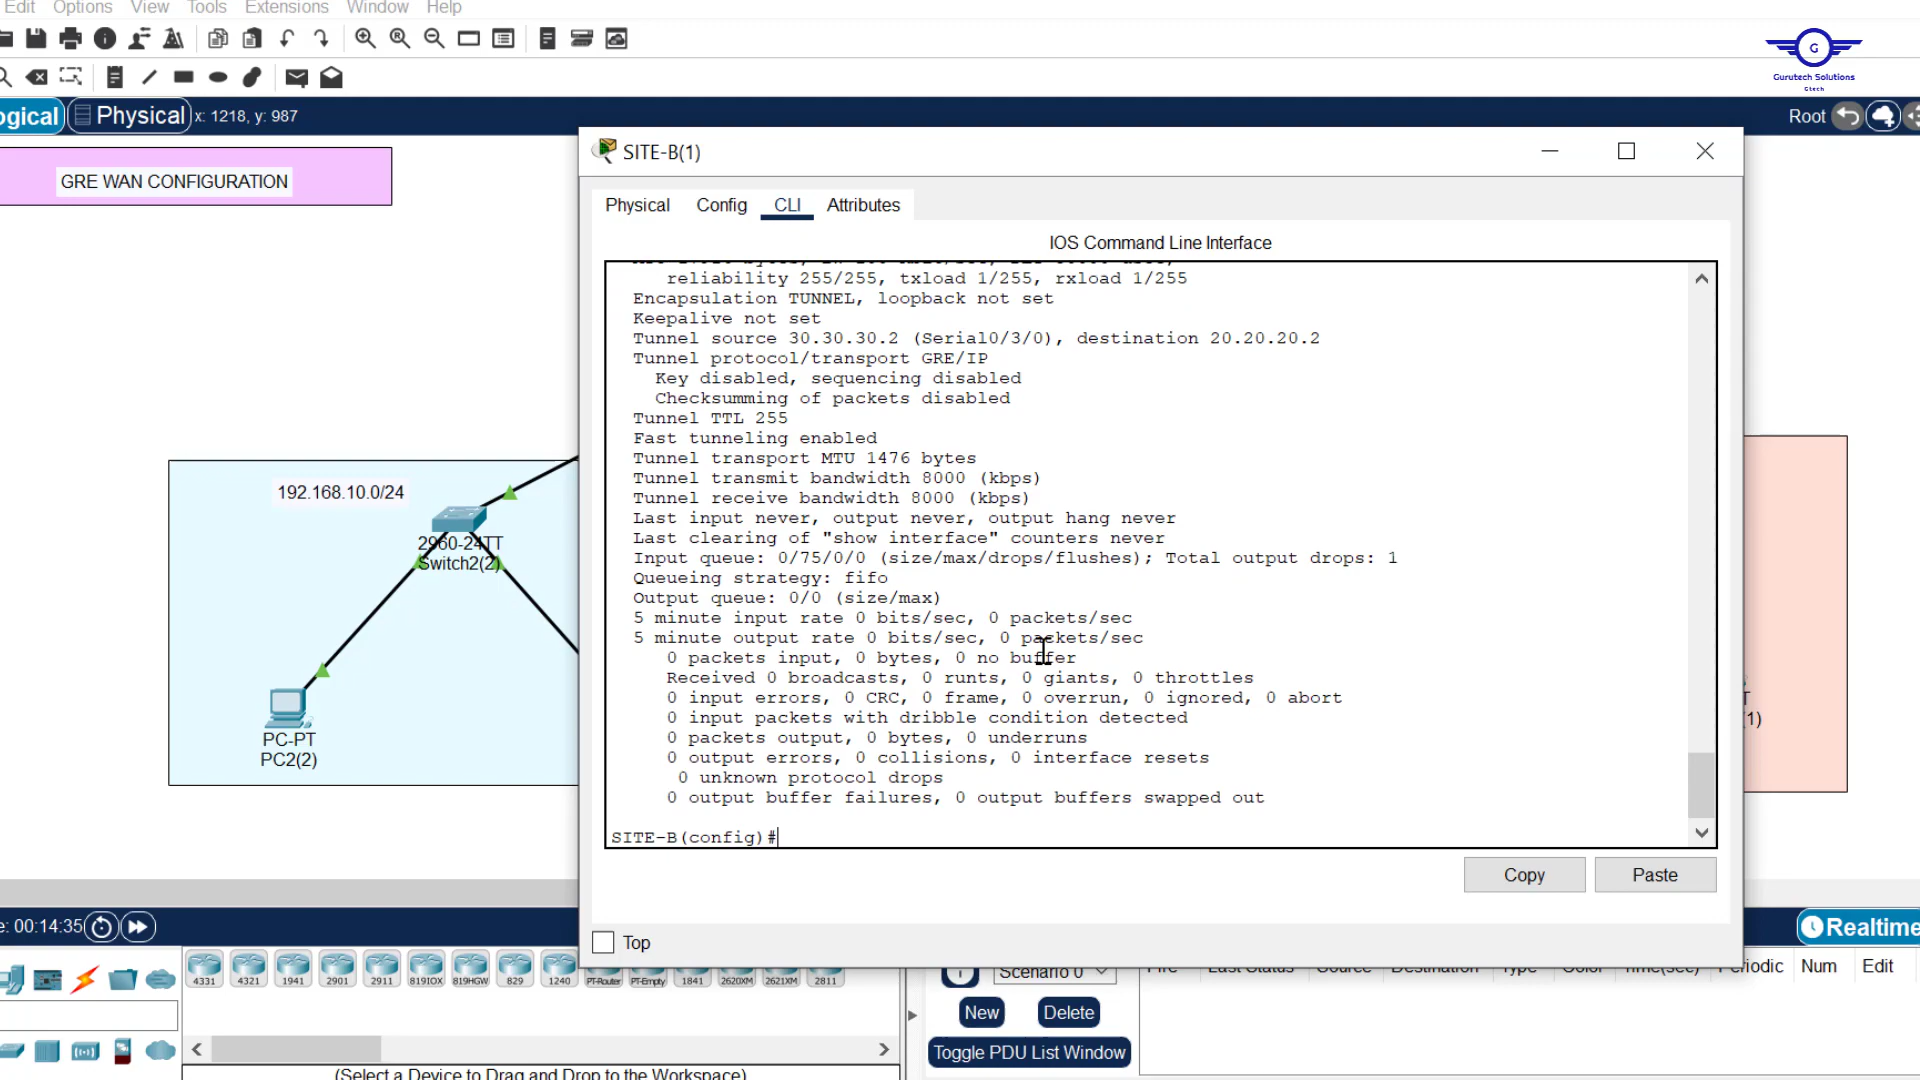 Edit Options View Tools Extensions Window Help
G
Gurutech Solutions
Gtech
ogical Physical x: 1218, y: 987
Root
GRE WAN CONFIGURATION
SITE-B(1)
Physical Config CLI Attributes
IOS Command Line Interface
reliability 255/255, txload 1/255, rxload 1/255
Encapsulation TUNNEL, loopback not set
Keepalive not set
Tunnel source 30.30.30.2 (Serial0/3/0), destination 20.20.20.2
Tunnel protocol/transport GRE/IP
Key disabled, sequencing disabled
Checksumming of packets disabled
Tunnel TTL 255
Fast tunneling enabled
Tunnel transport MTU 1476 bytes
Tunnel transmit bandwidth 8000 (kbps)
Tunnel receive bandwidth 8000 (kbps)
Last input never, output never, output hang never
Last clearing of "show interface" counters never
Input queue: 0/75/0/0 (size/max/drops/flushes); Total output drops: 1
Queueing strategy: fifo
Output queue: 0/0 (size/max)
5 minute input rate 0 bits/sec, 0 packets/sec
5 minute output rate 0 bits/sec, 0 packets/sec
0 packets input, 0 bytes, 0 no buffer
Received 0 broadcasts, 0 runts, 0 giants, 0 throttles
0 input errors, 0 CRC, 0 frame, 0 overrun, 0 ignored, 0 abort
0 input packets with dribble condition detected
0 packets output, 0 bytes, 0 underruns
0 output errors, 0 collisions, 0 interface resets
0 unknown protocol drops
0 output buffer failures, 0 output buffers swapped out
SITE-B(config)#
Copy Paste
Top
192.168.10.0/24
2960-24TT
Switch2(2)
PC-PT
PC2(2)
T
1)
e: 00:14:35
Realtime
4331 4321 1941 2901 2911 819IOX 819HGW 829 1240 PT-Router PT-Empty 1841 2620XM 2621XM 2811
Scenario 0
Fire Last Status Source Destination Type Color Time(sec) Periodic Num Edit
New Delete
Toggle PDU List Window
(Select a Device to Drag and Drop to the Workspace)